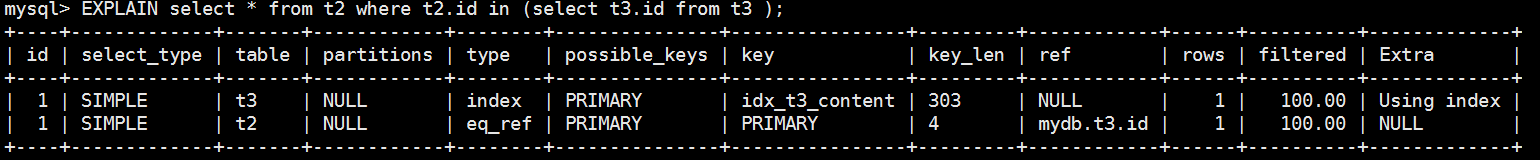 mysql> EXPLAIN select * from t2 where t2.id in (select t3.id from t3 );
+----+-------------+-------+------------+--------+---------------+----------------+---------+------------+------+----------+-------------+
| id | select_type | table | partitions | type   | possible_keys | key            | key_len | ref        | rows | filtered | Extra       |
+----+-------------+-------+------------+--------+---------------+----------------+---------+------------+------+----------+-------------+
|  1 | SIMPLE      | t3    | NULL       | index  | PRIMARY       | idx_t3_content | 303     | NULL       |    1 |   100.00 | Using index |
|  1 | SIMPLE      | t2    | NULL       | eq_ref | PRIMARY       | PRIMARY        | 4       | mydb.t3.id |    1 |   100.00 | NULL        |
+----+-------------+-------+------------+--------+---------------+----------------+---------+------------+------+----------+-------------+